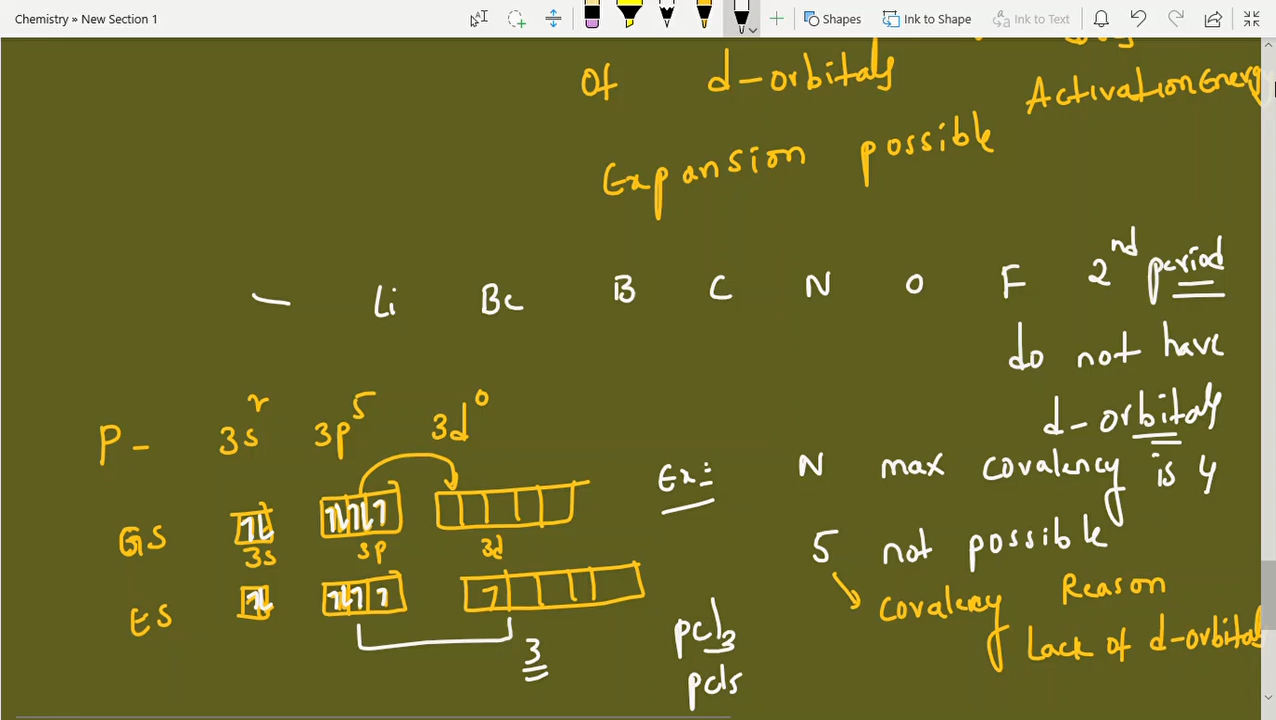 Chemistry » New Section 1
Shapes
Ink to Shape
Ink to Text
Of d-orbitals
Activation Energy
Expansion possible
Li Be B C N O F 2nd period
do not have
d-orbitals
P - 3s² 3p⁵ 3d⁰
Ex:- N max covalency is 4
GS
3s 3p 3d
5 not possible
ES
covalency Reason
Lack of d-orbital
3
pcl3
pcl5